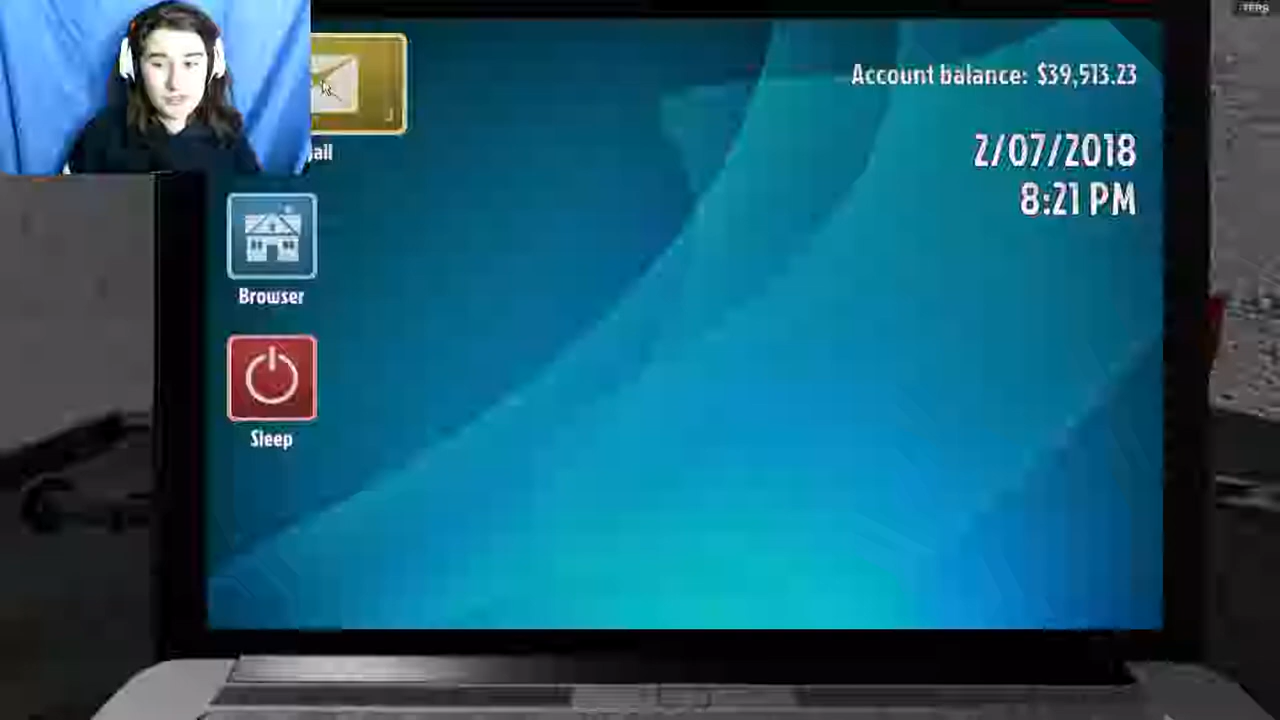 Account balance: $39,513.23
2/07/2018
8:21 PM
ail
Browser
Sleep